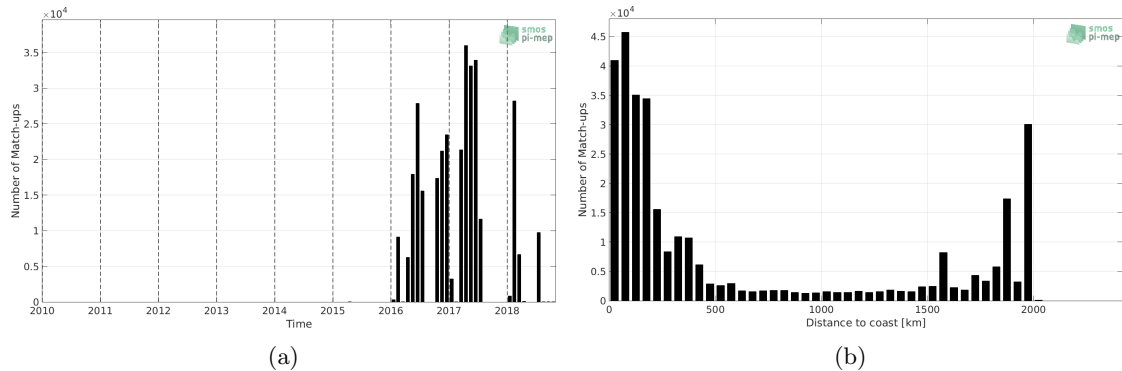 ×10⁴
smos
pi-mep
3.5
3
2.5
2
1.5
1
0.5
0
Number of Match-ups
2010 2011 2012 2013 2014 2015 2016 2017 2018
Time
(a)
×10⁴
smos
pi-mep
4.5
4
3.5
3
2.5
2
1.5
1
0.5
0
Number of Match-ups
0 500 1000 1500 2000
Distance to coast [km]
(b)